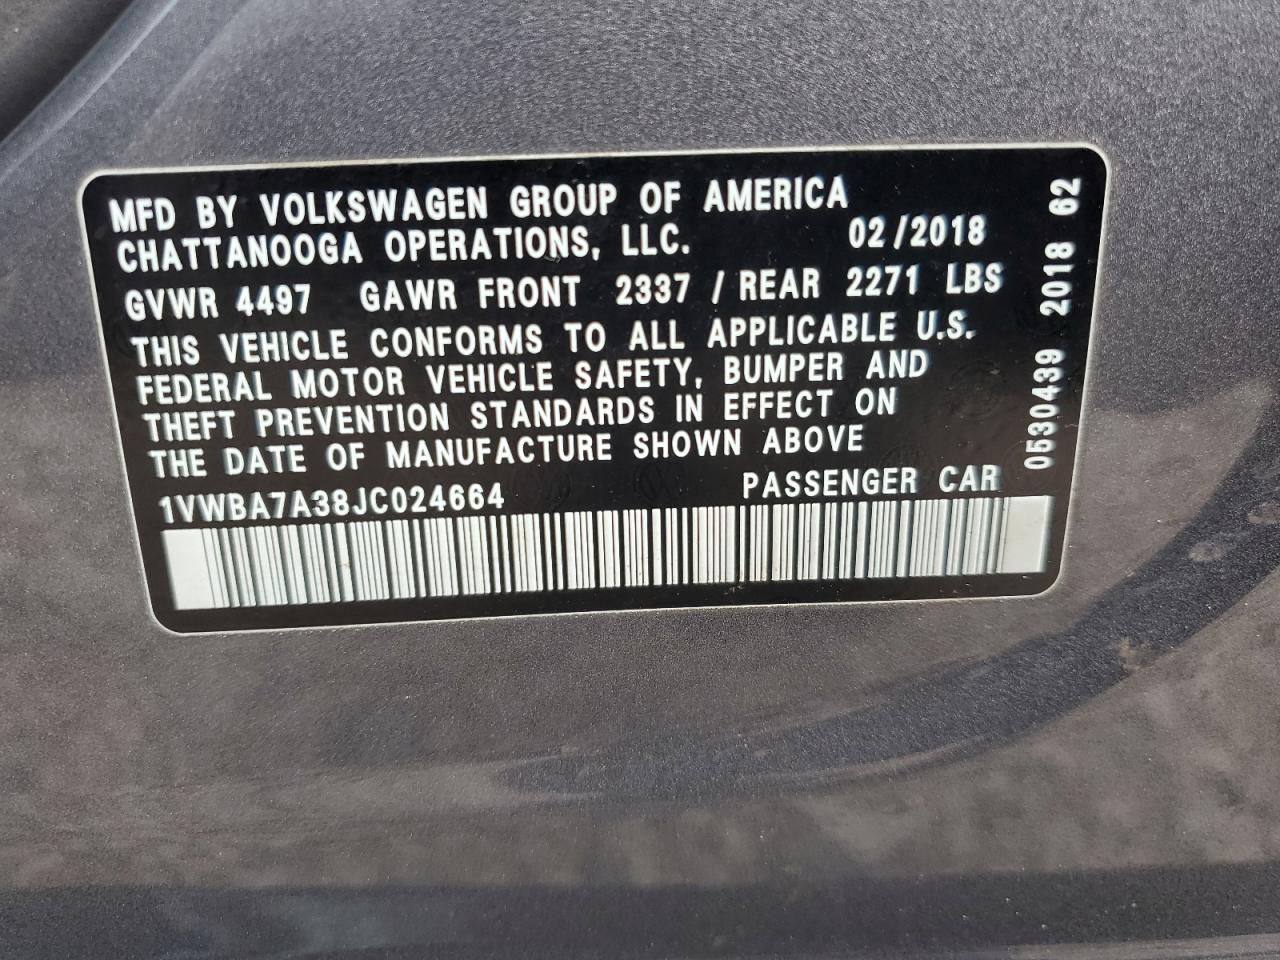 MFD BY VOLKSWAGEN GROUP OF AMERICA
CHATTANOOGA OPERATIONS, LLC. 02/2018
GVWR 4497 GAWR FRONT 2337 / REAR 2271 LBS
THIS VEHICLE CONFORMS TO ALL APPLICABLE U.S.
FEDERAL MOTOR VEHICLE SAFETY, BUMPER AND
THEFT PREVENTION STANDARDS IN EFFECT ON
THE DATE OF MANUFACTURE SHOWN ABOVE
1VWBA7A38JC024664 PASSENGER CAR
0530439 2018 62